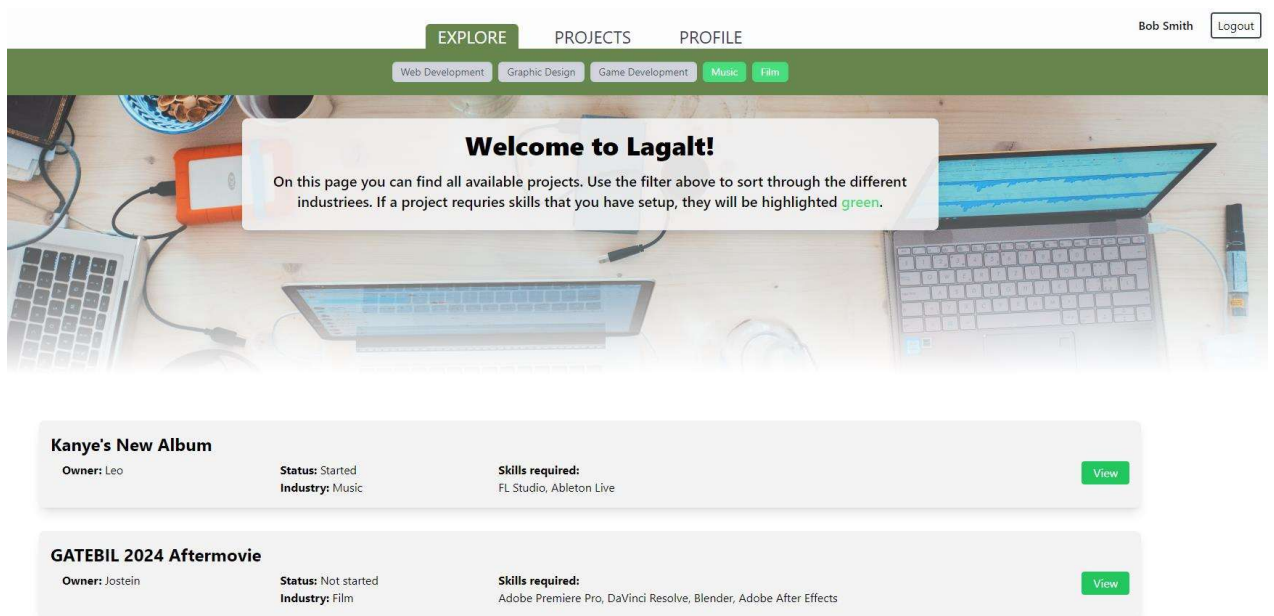 EXPLORE PROJECTS PROFILE Bob Smith Logout
Web Development Graphic Design Game Development Music Film
Welcome to Lagalt!
On this page you can find all available projects. Use the filter above to sort through the different
industriees. If a project requries skills that you have setup, they will be highlighted green.
Kanye's New Album
Owner: Leo Status: Started Skills required: View
Industry: Music FL Studio, Ableton Live
GATEBIL 2024 Aftermovie
Owner: Jostein Status: Not started Skills required: View
Industry: Film Adobe Premiere Pro, DaVinci Resolve, Blender, Adobe After Effects